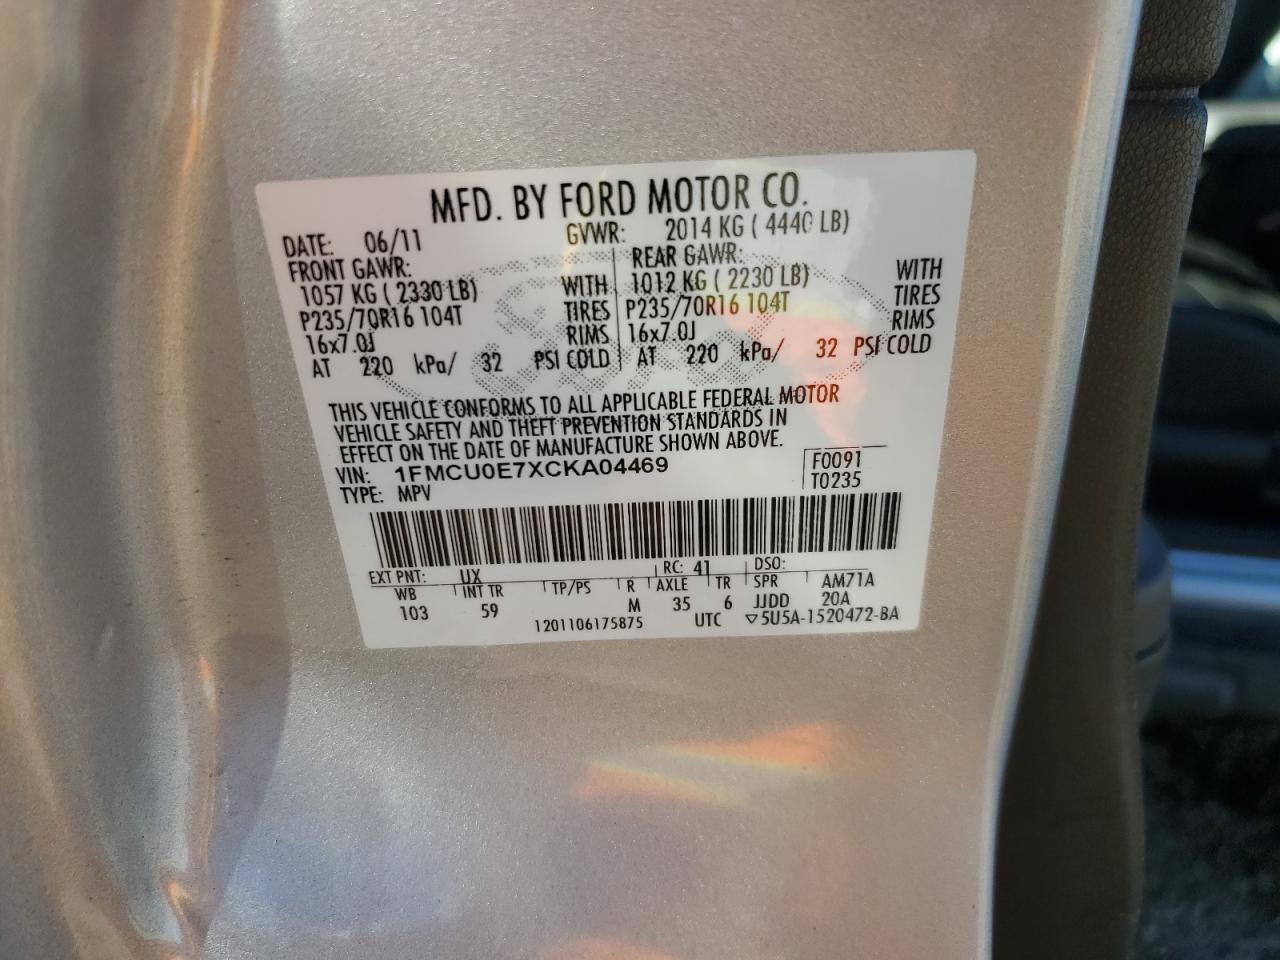 MFD. BY FORD MOTOR CO.
DATE: 06/11 GVWR: 2014 KG ( 4440 LB)
FRONT GAWR: REAR GAWR:
1057 KG ( 2330 LB) WITH 1012 KG ( 2230 LB) WITH
P235/70R16 104T TIRES P235/70R16 104T TIRES
16x7.0J RIMS 16x7.0J RIMS
AT 220 kPa/ 32 PSI COLD AT 220 kPa/ 32 PSI COLD
THIS VEHICLE CONFORMS TO ALL APPLICABLE FEDERAL MOTOR
VEHICLE SAFETY AND THEFT PREVENTION STANDARDS IN
EFFECT ON THE DATE OF MANUFACTURE SHOWN ABOVE.
VIN: 1FMCU0E7XCKA04469 F0091
TYPE: MPV T0235
EXT PNT: UX RC: 41 DSO:
WB INT TR TP/PS R AXLE TR SPR AM71A
103 59 M 35 6 JJDD 20A
1201106175875 UTC ▽5U5A-1520472-BA